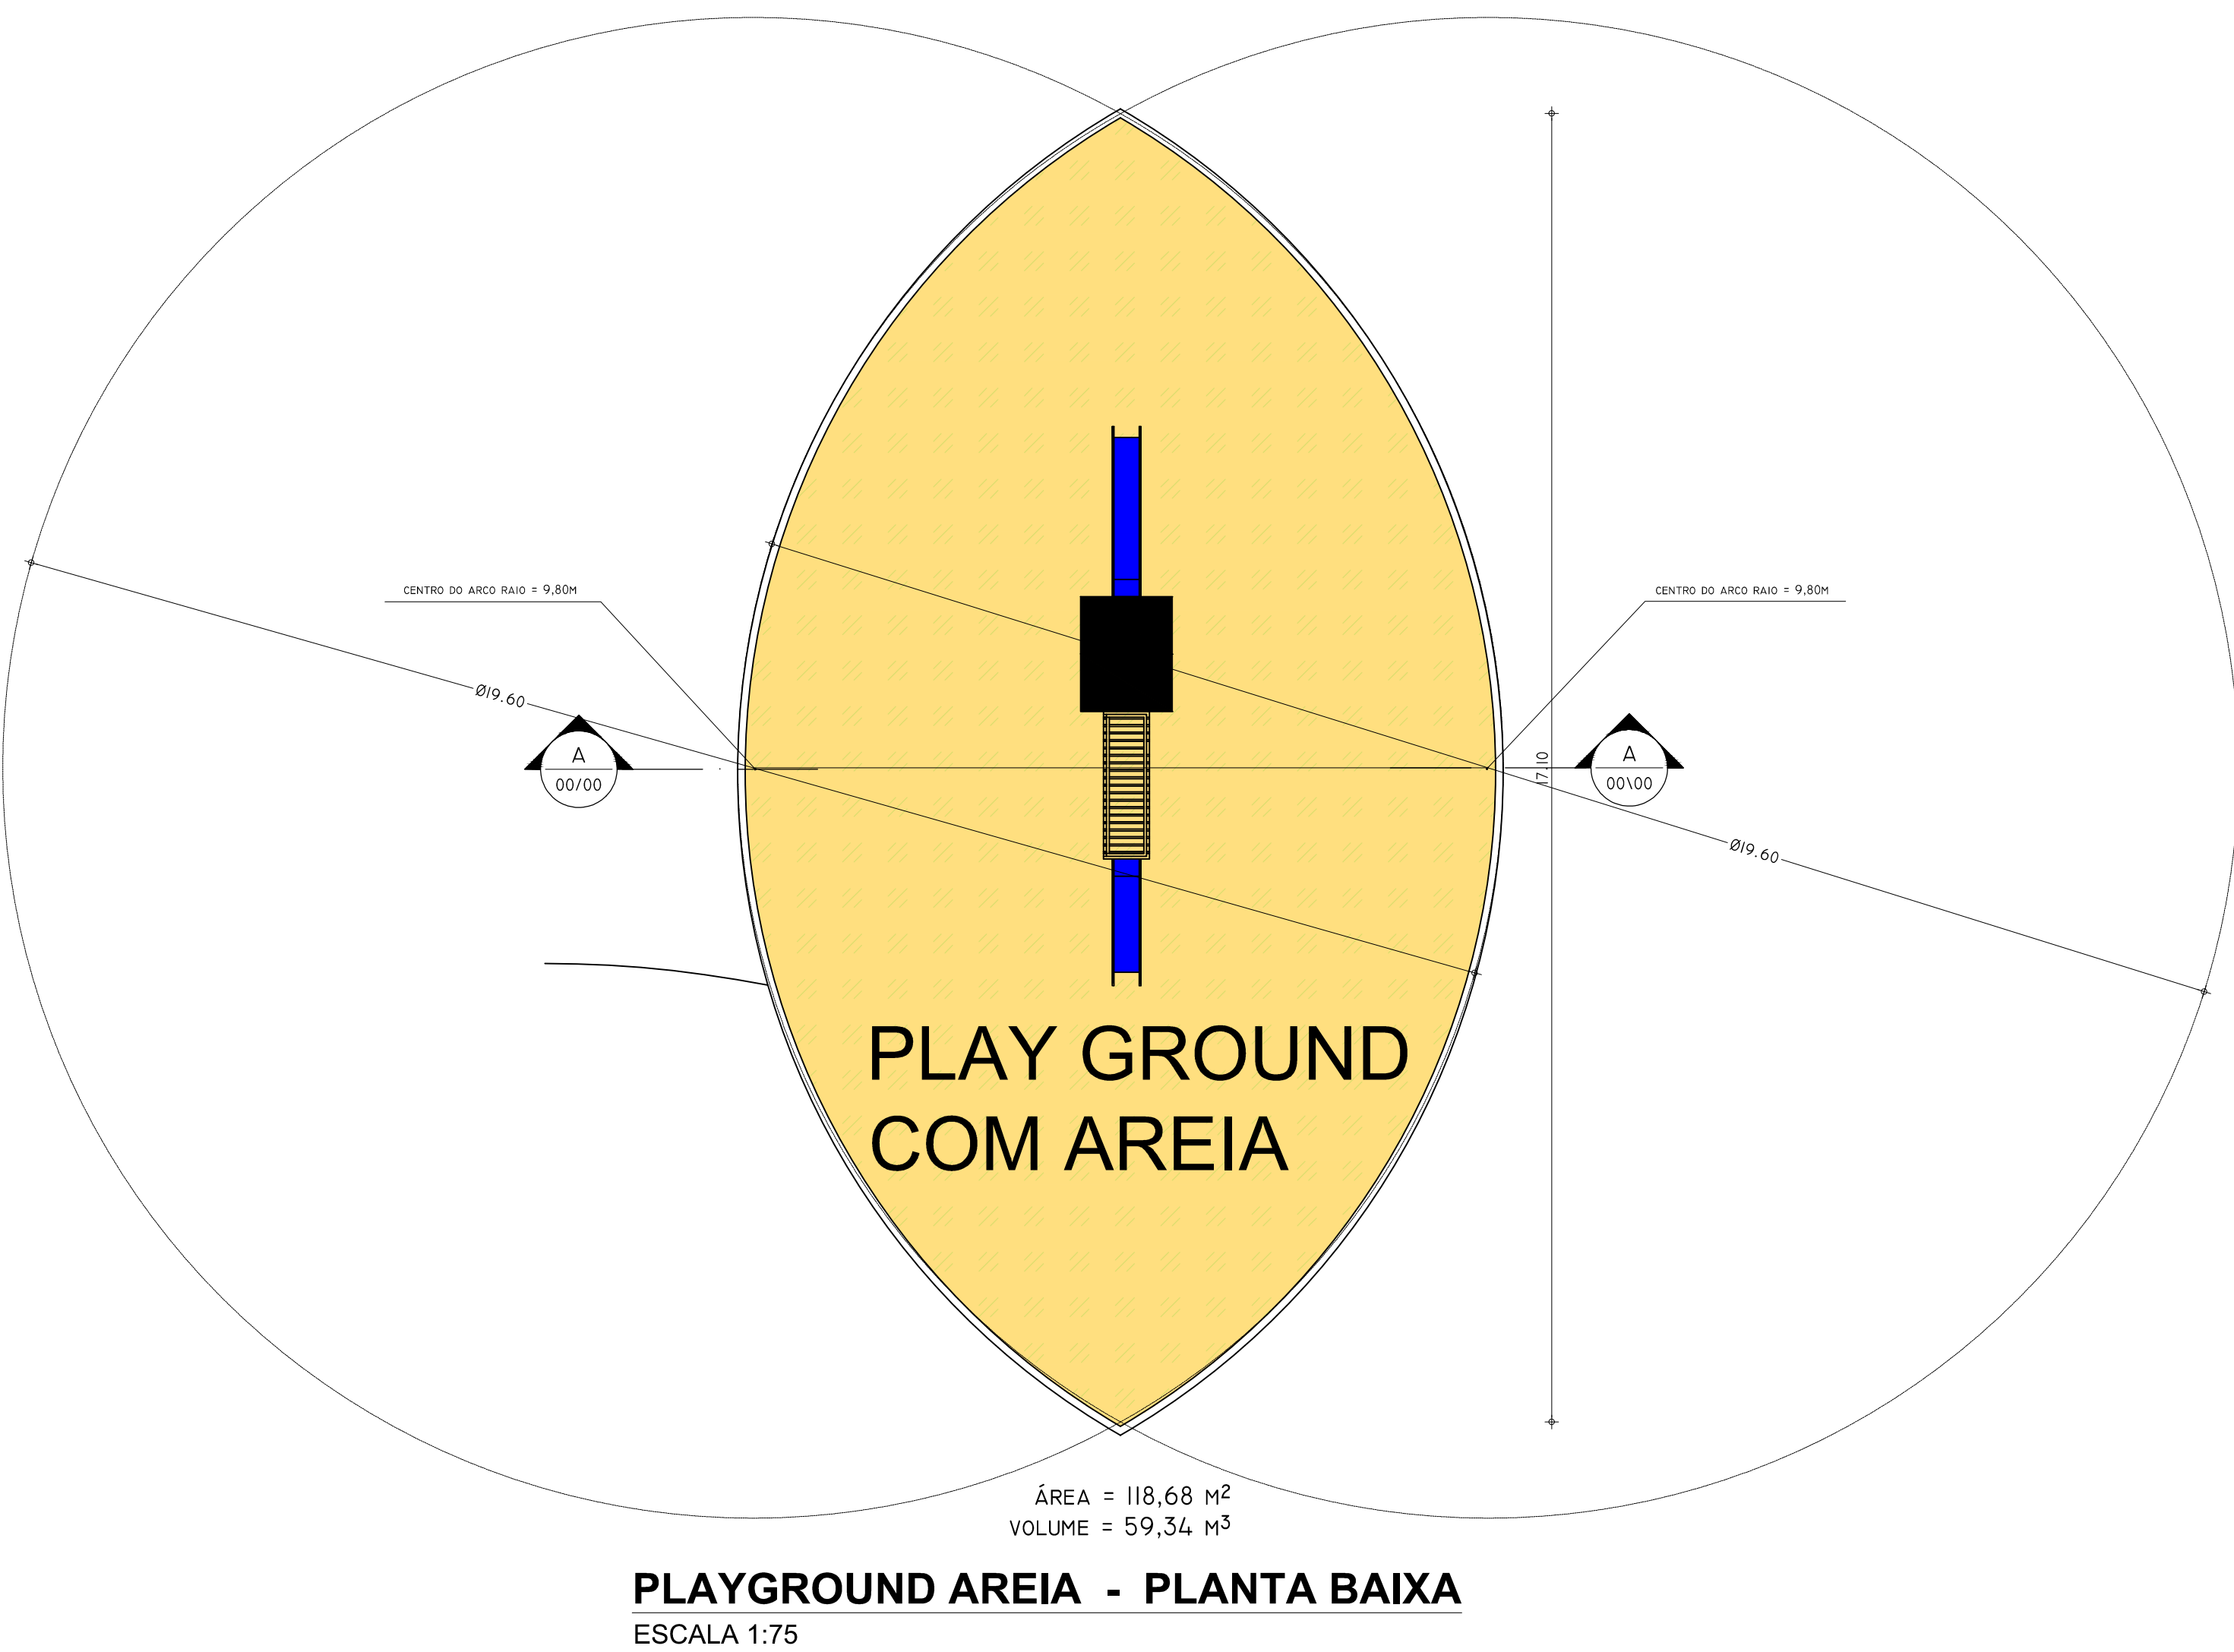 CENTRO DO ARCO RAIO = 9,80M
CENTRO DO ARCO RAIO = 9,80M
Ø19.60
A
00/00
17.10
A
00\00
Ø19.60
PLAY GROUND
COM AREIA
ÁREA = 118,68 M²
VOLUME = 59,34 M³
PLAYGROUND AREIA - PLANTA BAIXA
ESCALA 1:75